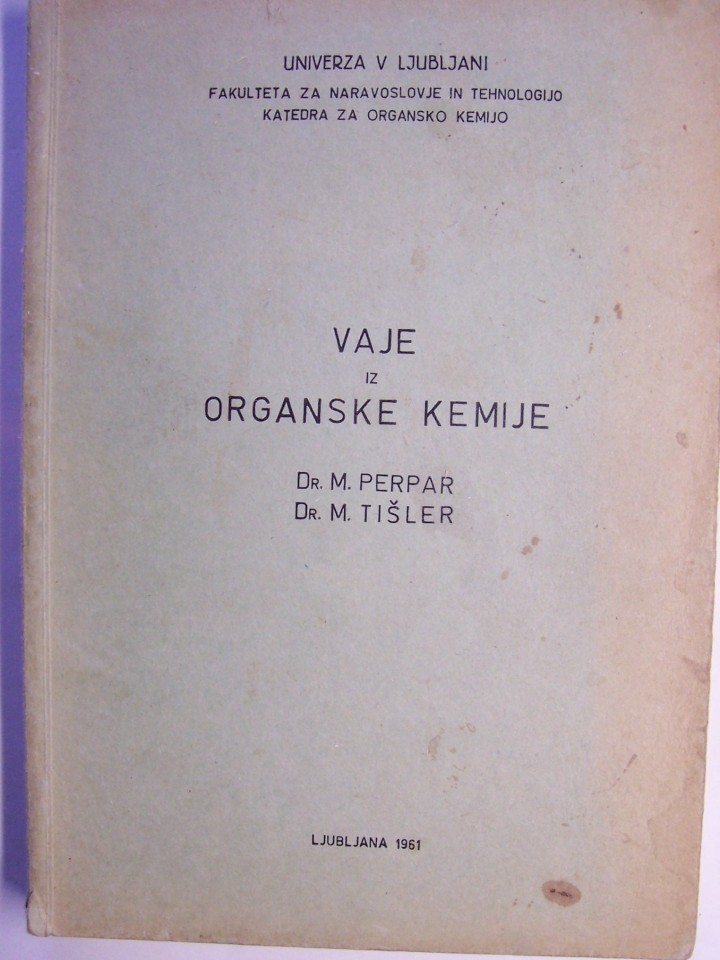 UNIVERZA V LJUBLJANI
FAKULTETA ZA NARAVOSLOVJE IN TEHNOLOGIJO
KATEDRA ZA ORGANSKO KEMIJO
VAJE
IZ
ORGANSKE KEMIJE
DR. M. PERPAR
DR. M. TIŠLER
LJUBLJANA 1961